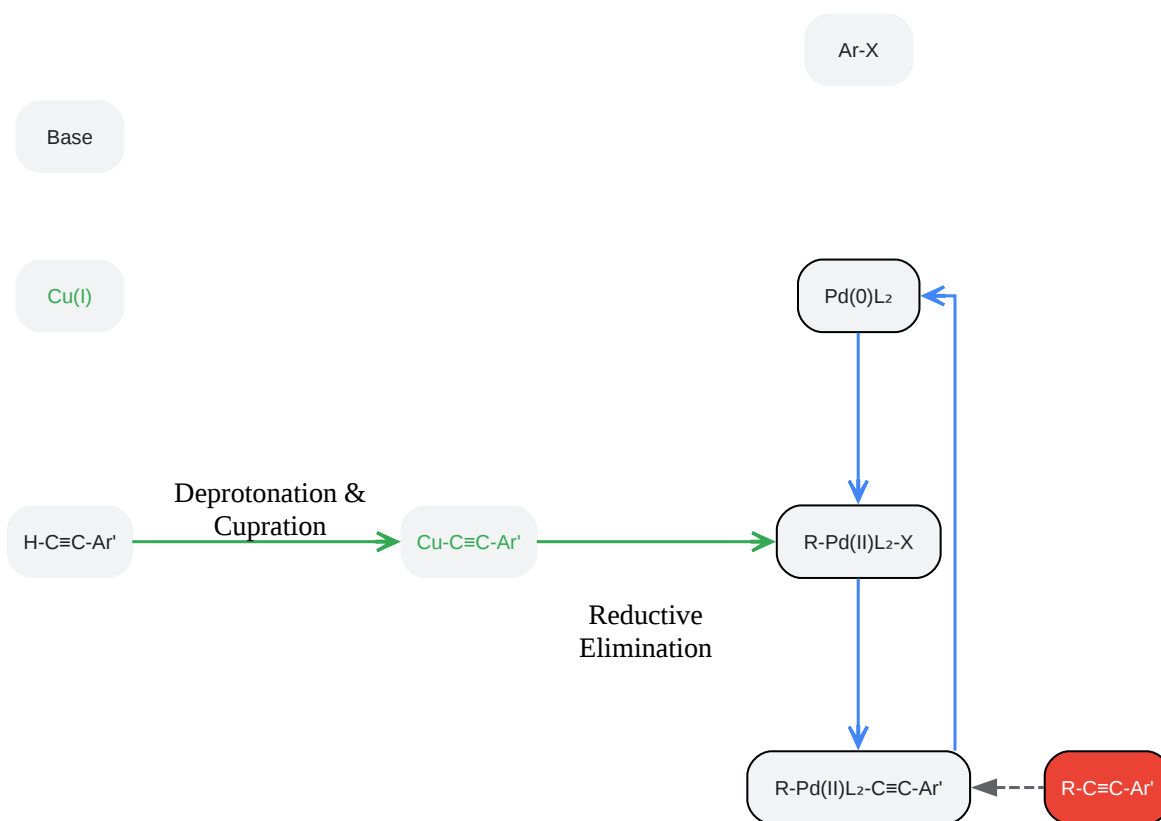 Ar-X
Base
Cu(I)
Pd(0)L₂
Deprotonation &
Cupration
H-C≡C-Ar'
Cu-C≡C-Ar'
R-Pd(II)L₂-X
Reductive
Elimination
R-Pd(II)L₂-C≡C-Ar'
R-C≡C-Ar'